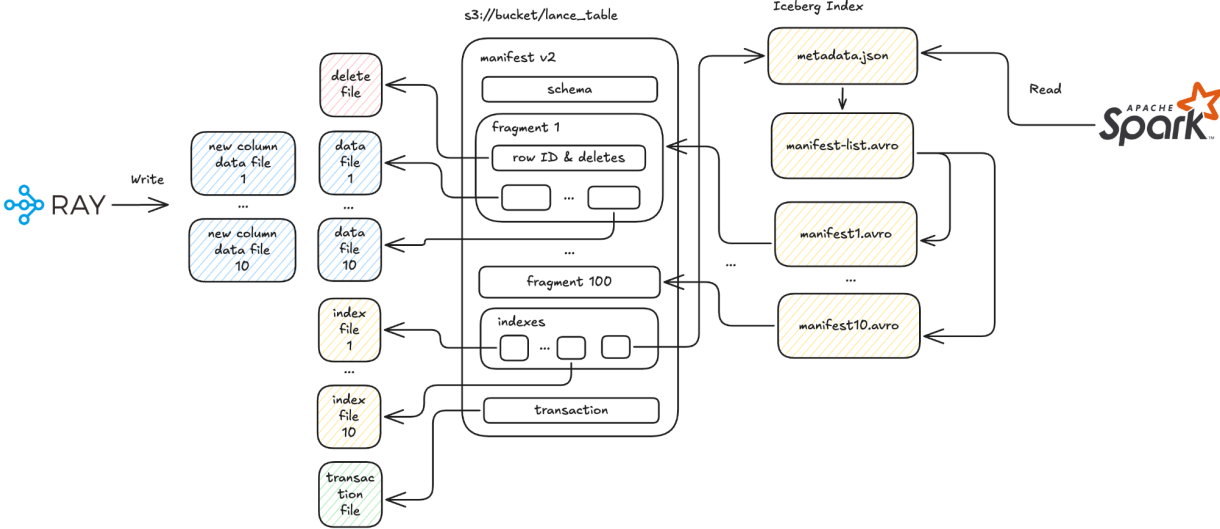 s3://bucket/lance_table
Iceberg Index
manifest v2
schema
fragment 1
row ID & deletes
...
...
fragment 100
indexes
...
transaction
delete
file
data
file
1
...
data
file
10
index
file
1
...
index
file
10
transac
tion
file
new column
data file
1
...
new column
data file
10
Write
RAY
metadata.json
manifest-list.avro
manifest1.avro
...
...
manifest10.avro
Read
APACHE
Spark™